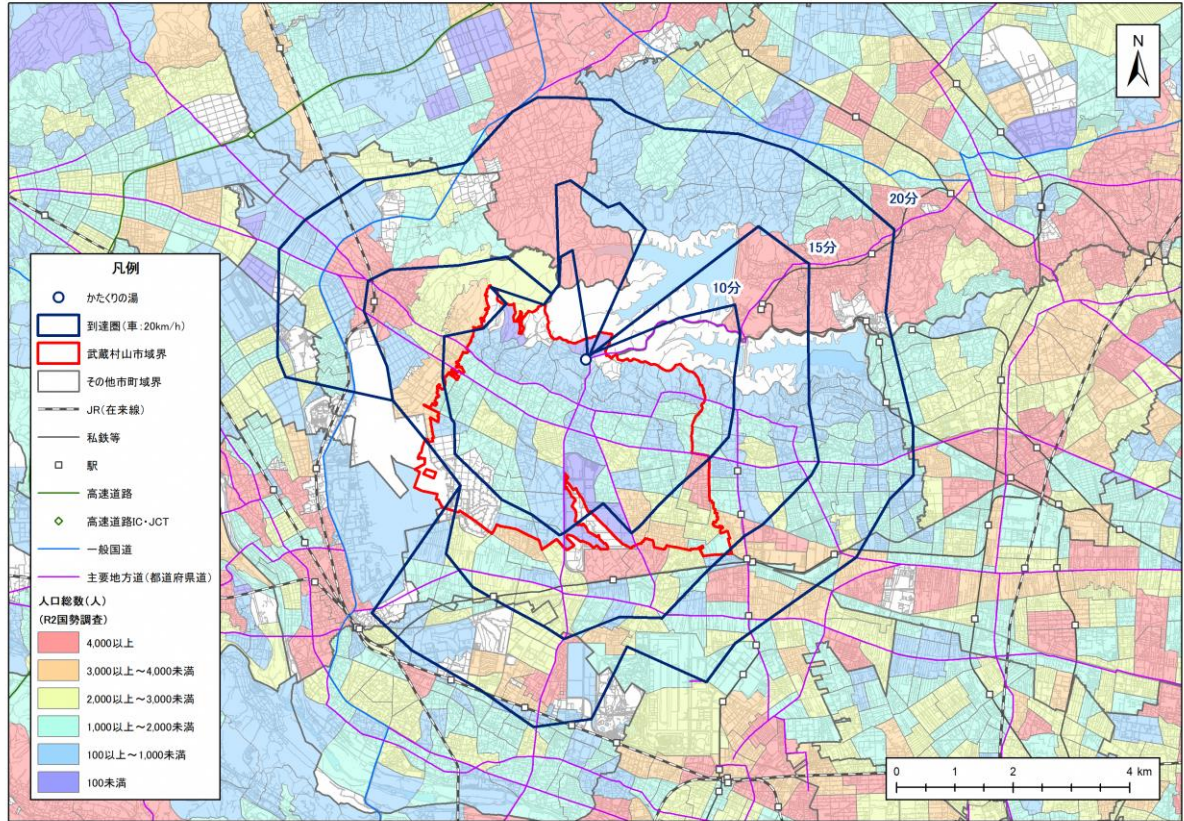 N
20分
15分
10分
凡例
かたくりの湯
到達圏(車:20km/h)
武蔵村山市域界
その他市町域界
JR(在来線)
私鉄等
駅
高速道路
高速道路IC・JCT
一般国道
主要地方道(都道府県道)
人口総数(人)
(R2国勢調査)
4,000以上
3,000以上～4,000未満
2,000以上～3,000未満
1,000以上～2,000未満
100以上～1,000未満
100未満
0 1 2 4 km